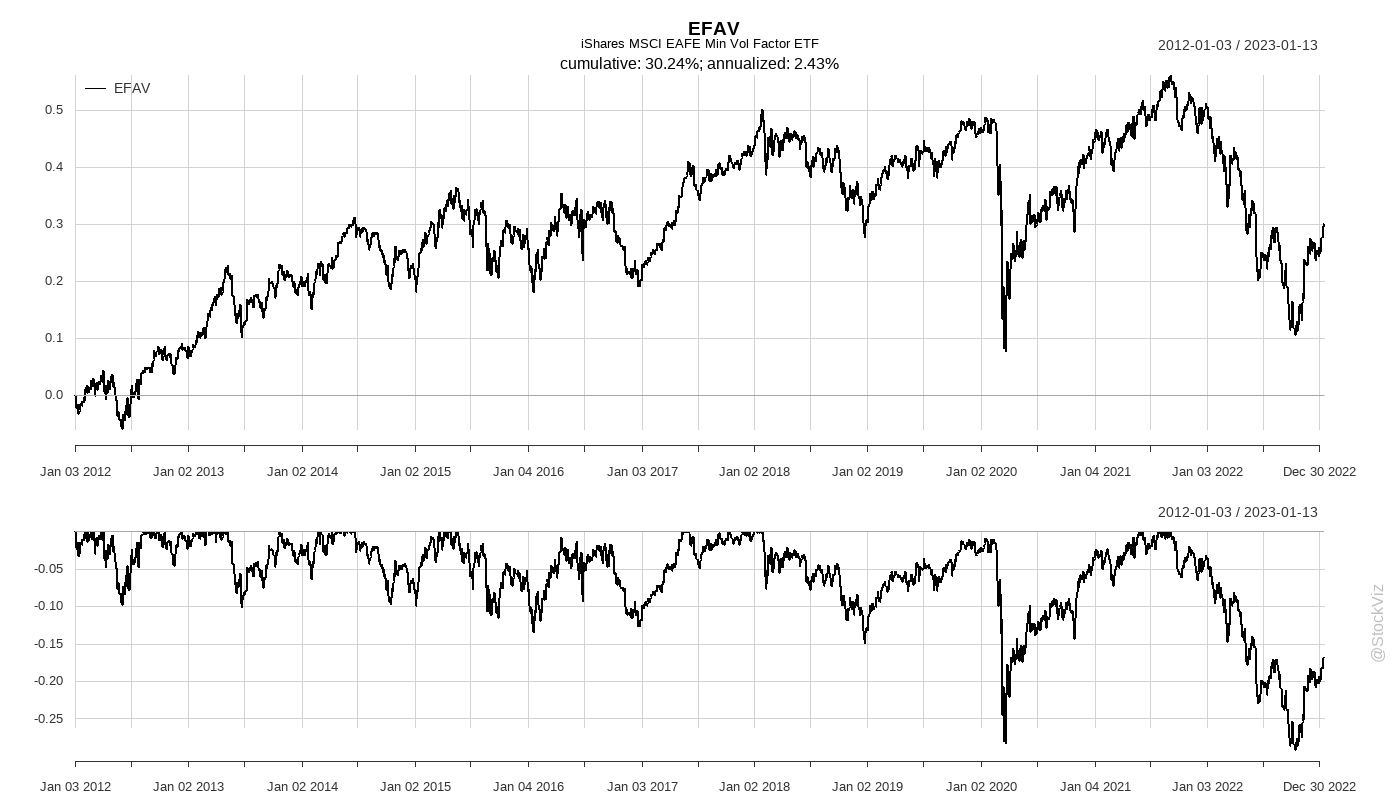 EFAV
iShares MSCI EAFE Min Vol Factor ETF
2012-01-03 / 2023-01-13
cumulative: 30.24%; annualized: 2.43%
EFAV
0.5
0.4
0.3
0.2
0.1
0.0
Jan 03 2012 Jan 02 2013 Jan 02 2014 Jan 02 2015 Jan 04 2016 Jan 03 2017 Jan 02 2018 Jan 02 2019 Jan 02 2020 Jan 04 2021 Jan 03 2022 Dec 30 2022
2012-01-03 / 2023-01-13
-0.05
-0.10
-0.15
-0.20
-0.25
Jan 03 2012 Jan 02 2013 Jan 02 2014 Jan 02 2015 Jan 04 2016 Jan 03 2017 Jan 02 2018 Jan 02 2019 Jan 02 2020 Jan 04 2021 Jan 03 2022 Dec 30 2022
@StockViz